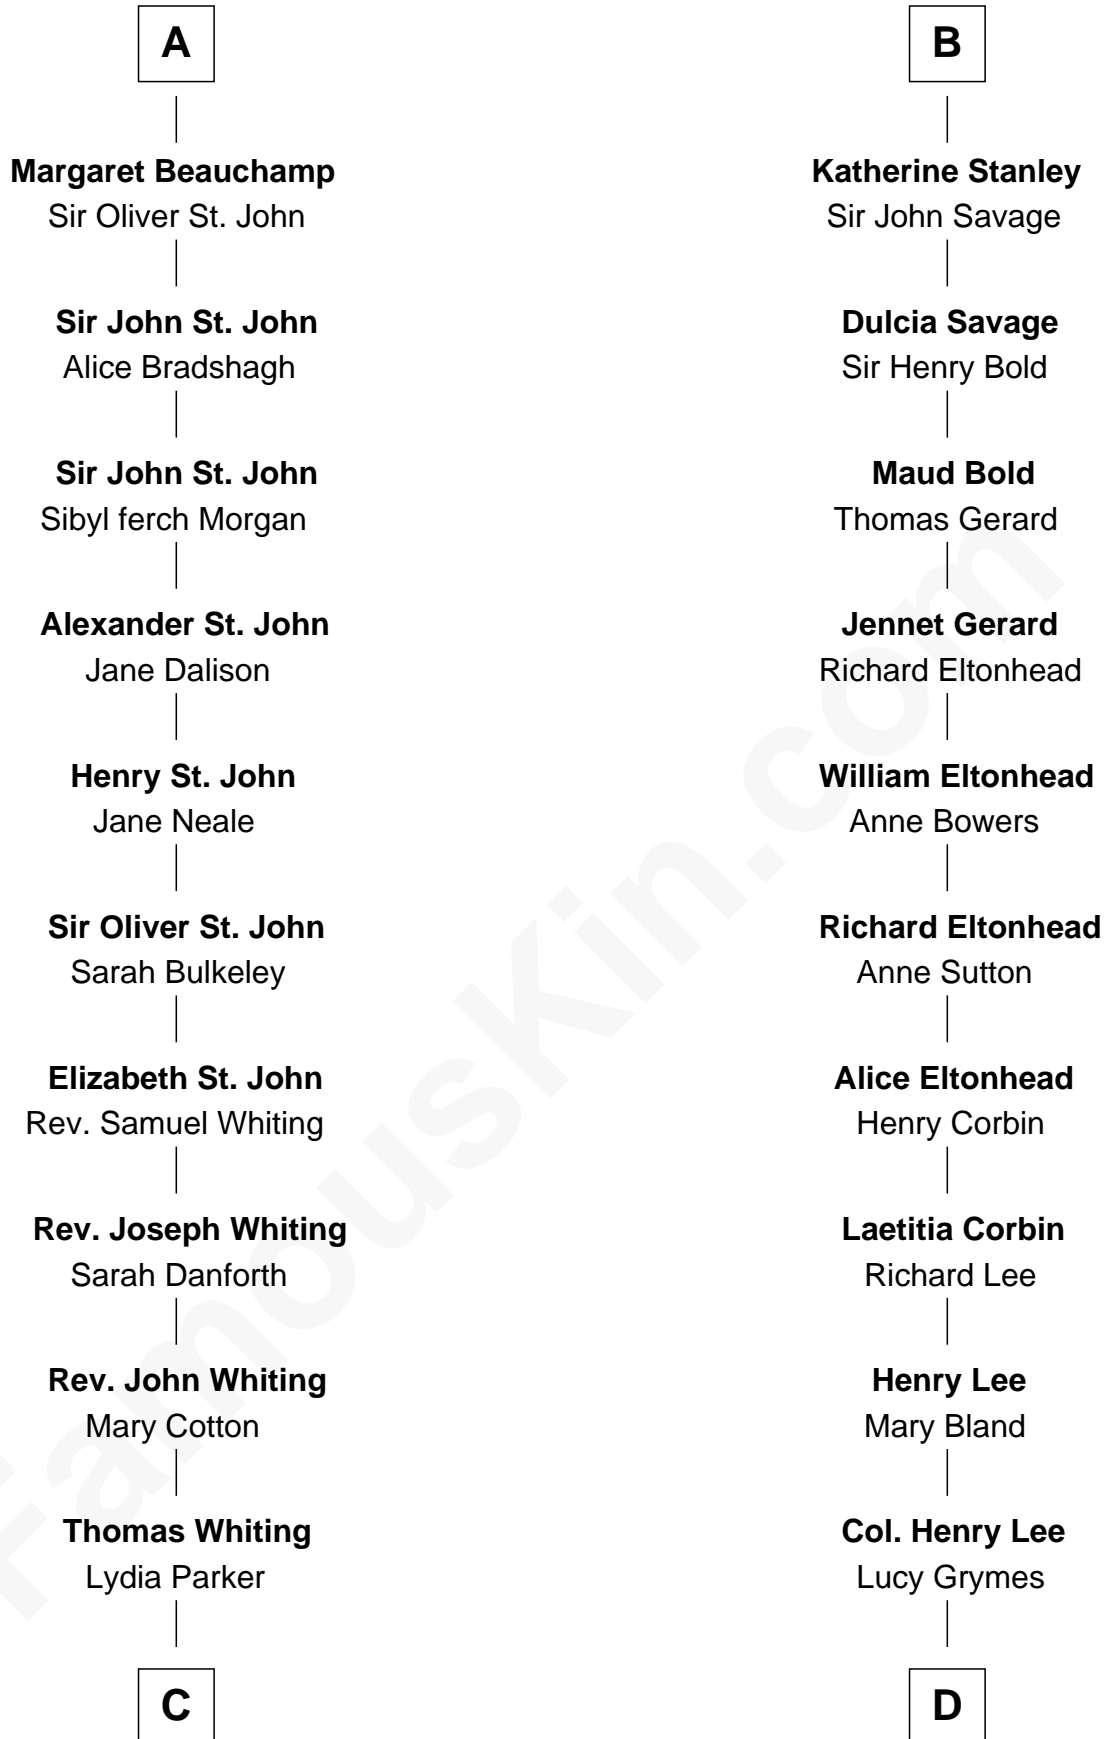 A
Margaret Beauchamp
Sir Oliver St. John
Sir John St. John
Alice Bradshagh
Sir John St. John
Sibyl ferch Morgan
Alexander St. John
Jane Dalison
Henry St. John
Jane Neale
Sir Oliver St. John
Sarah Bulkeley
Elizabeth St. John
Rev. Samuel Whiting
Rev. Joseph Whiting
Sarah Danforth
Rev. John Whiting
Mary Cotton
Thomas Whiting
Lydia Parker
C
B
Katherine Stanley
Sir John Savage
Dulcia Savage
Sir Henry Bold
Maud Bold
Thomas Gerard
Jennet Gerard
Richard Eltonhead
William Eltonhead
Anne Bowers
Richard Eltonhead
Anne Sutton
Alice Eltonhead
Henry Corbin
Laetitia Corbin
Richard Lee
Henry Lee
Mary Bland
Col. Henry Lee
Lucy Grymes
D
FamousKin.com